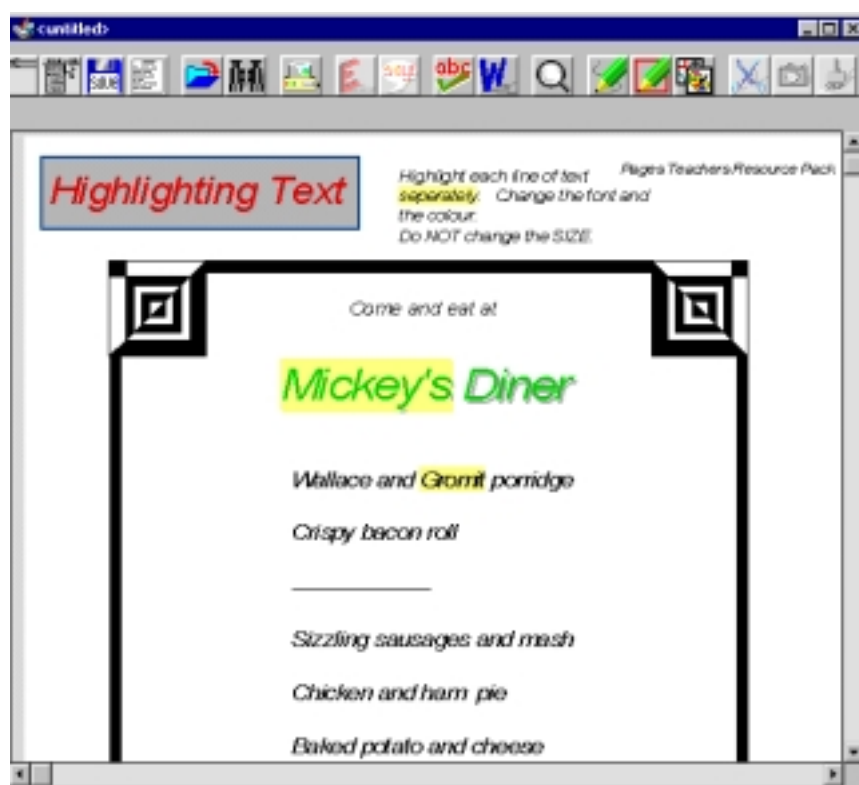 <untitled>
SAVE
abc
W
Highlighting Text
Highlight each line of text
seperately. Change the font and
the colour.
Do NOT change the SIZE.
Pages Teachers Resource Pack
Come and eat at
Mickey's Diner
Wallace and Gromit porridge
Crispy bacon roll
Sizzling sausages and mash
Chicken and ham pie
Baked potato and cheese